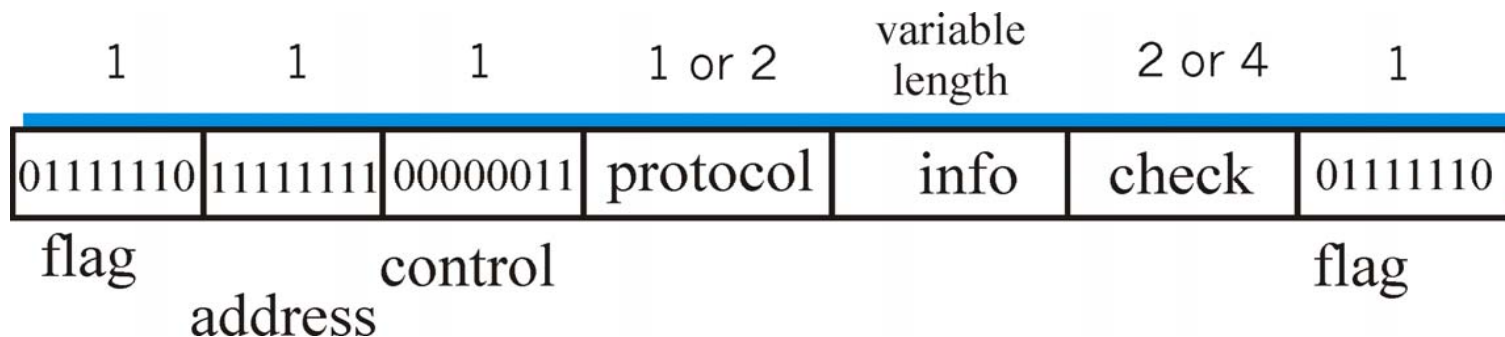 1 1 1 1 or 2 variable length 2 or 4 1
01111110 11111111 00000011 protocol info check 01111110
flag address control flag